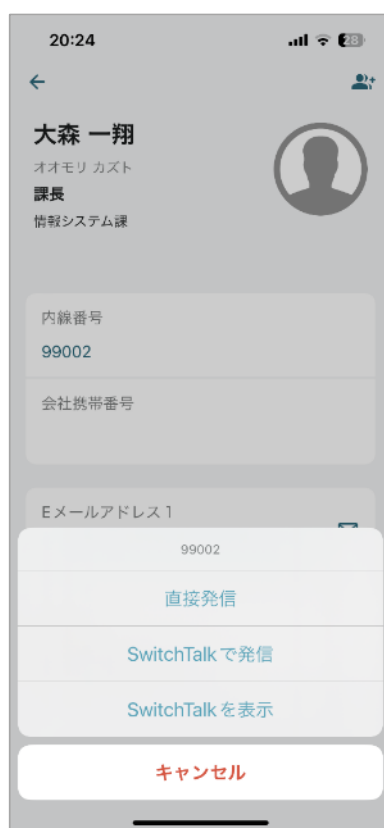 20:24
28
大森 一翔
オオモリ カズト
課長
情報システム課
内線番号
99002
会社携帯番号
Eメールアドレス1
99002
直接発信
SwitchTalkで発信
SwitchTalkを表示
キャンセル